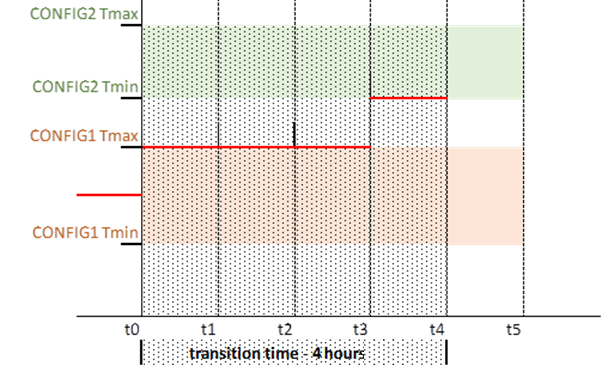 CONFIG2 Tmax
CONFIG2 Tmin
CONFIG1 Tmax
CONFIG1 Tmin
t0 t1 t2 t3 t4 t5
transition time - 4 hours